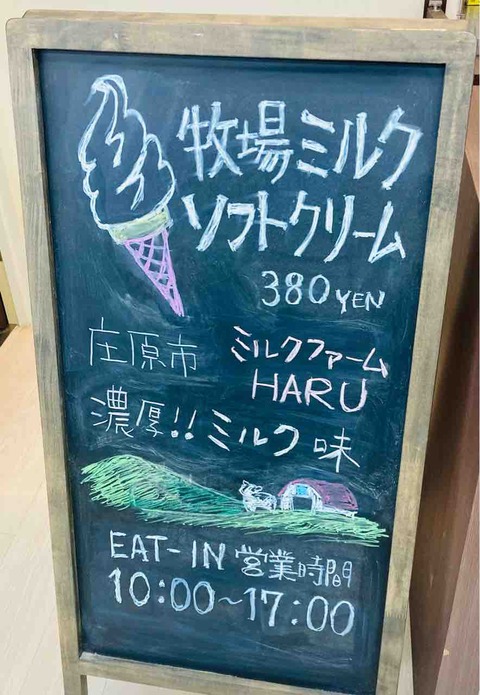 牧場ミルク
ソフトクリーム
380 YEN
庄原市 ミルクファーム
HARU
濃厚!! ミルク味
EAT-IN 営業時間
10:00~17:00